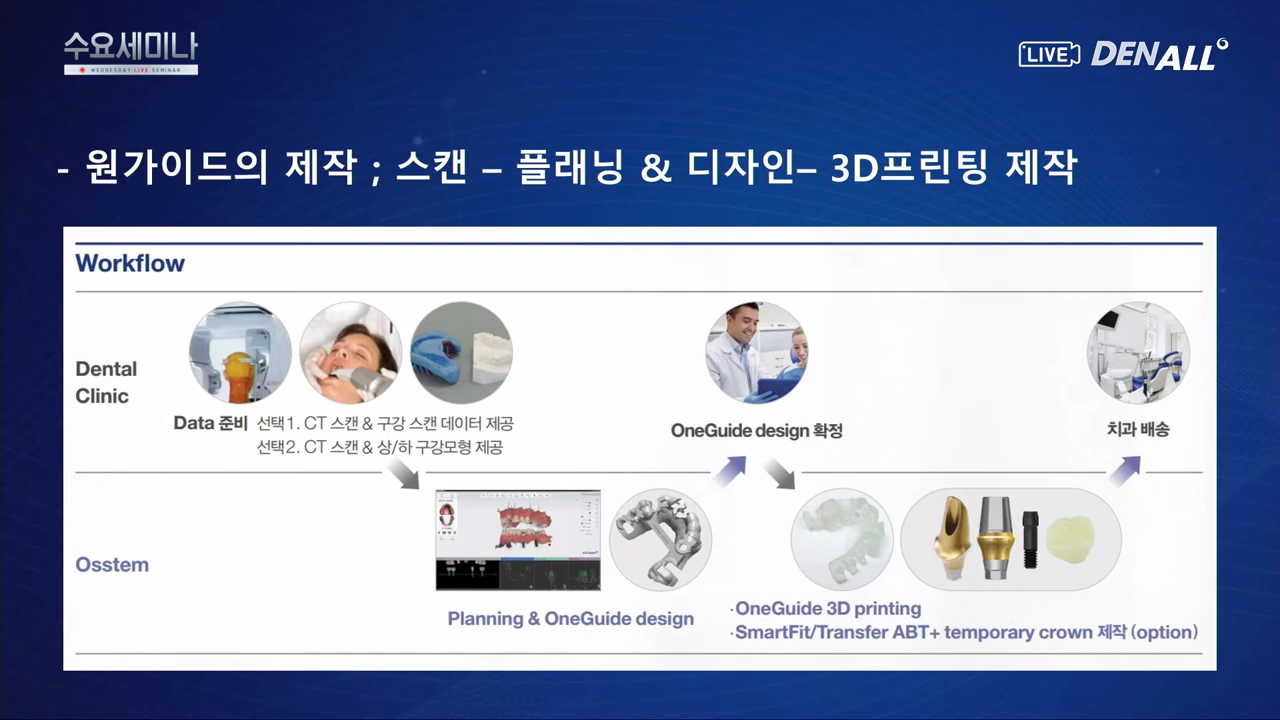 수요세미나
WEDNESDAY LIVE SEMINAR
LIVE DENALL
- 원가이드의 제작 ; 스캔 – 플래닝 & 디자인– 3D프린팅 제작
Workflow
Dental
Clinic
Data 준비 선택1. CT 스캔 & 구강 스캔 데이터 제공
선택2. CT 스캔 & 상/하 구강모형 제공
OneGuide design 확정
치과 배송
Osstem
Planning & OneGuide design
·OneGuide 3D printing
·SmartFit/Transfer ABT+ temporary crown 제작 (option)